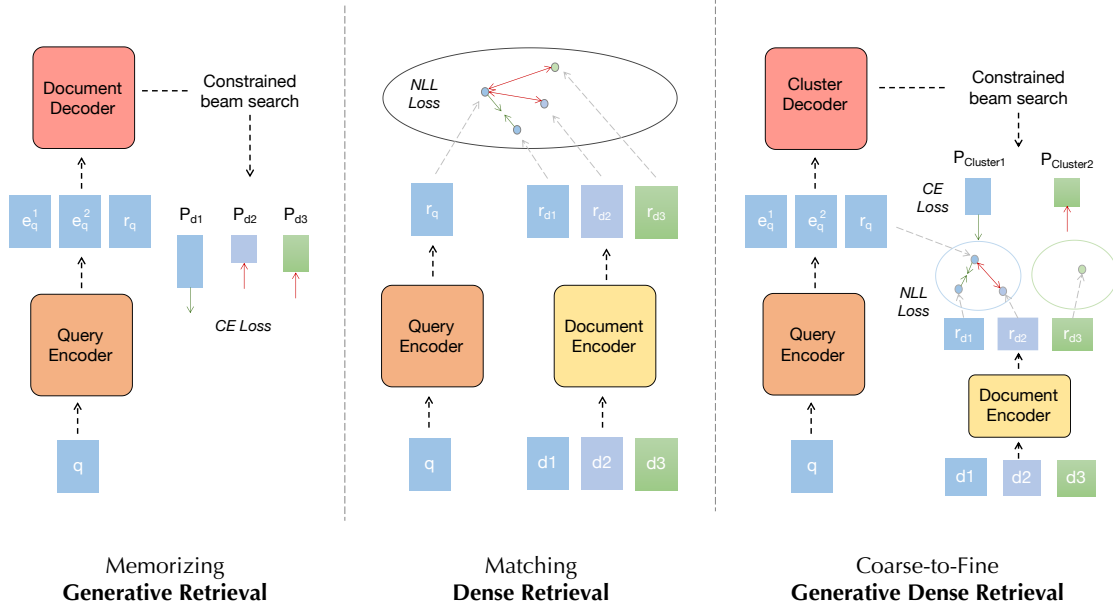 Document
Decoder
Constrained
beam search
e_q^1
e_q^2
r_q
P_d1
P_d2
P_d3
CE Loss
Query
Encoder
q
Memorizing
Generative Retrieval
NLL
Loss
r_q
r_d1
r_d2
r_d3
Query
Encoder
Document
Encoder
q
d1
d2
d3
Matching
Dense Retrieval
Cluster
Decoder
Constrained
beam search
P_Cluster1
P_Cluster2
CE
Loss
e_q^1
e_q^2
r_q
NLL
Loss
r_d1
r_d2
r_d3
Query
Encoder
Document
Encoder
q
d1
d2
d3
Coarse-to-Fine
Generative Dense Retrieval